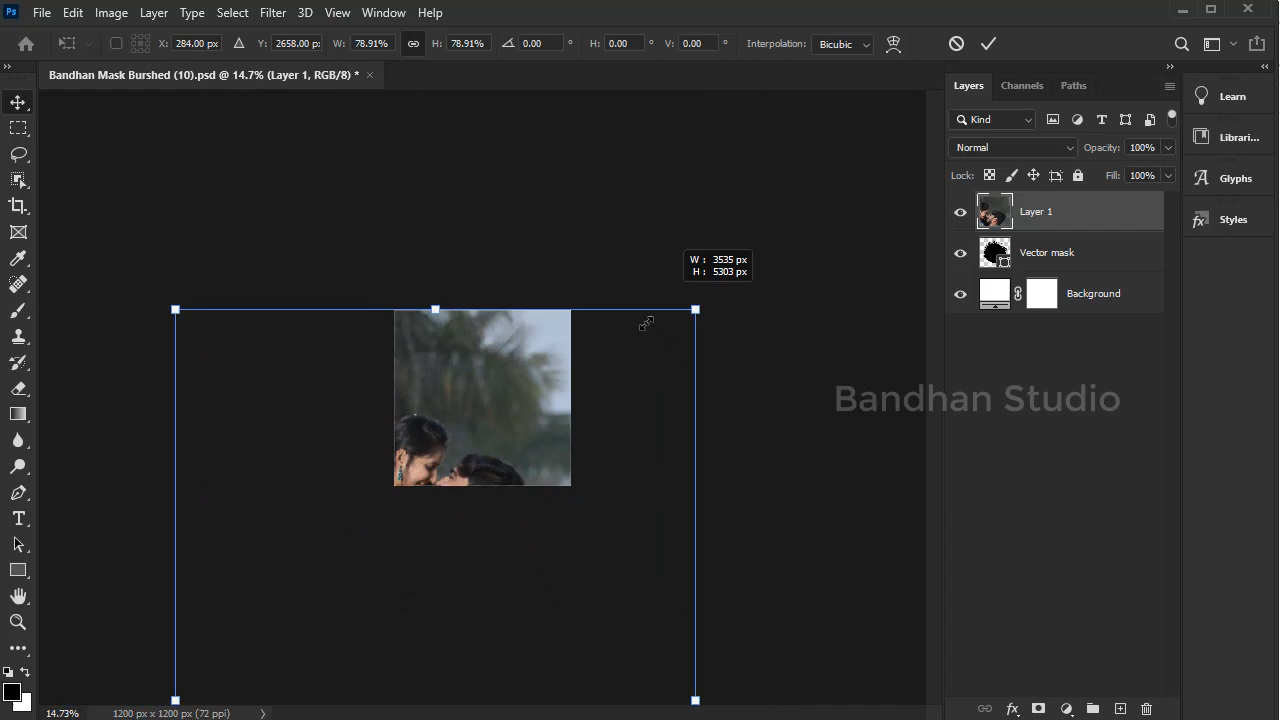 Ps File Edit Image Layer Type Select Filter 3D View Window Help
X: 284.00 px Y: 2658.00 px W: 78.91% H: 78.91% 0.00 ° H: 0.00 ° V: 0.00 ° Interpolation: Bicubic
Bandhan Mask Burshed (10).psd @ 14.7% (Layer 1, RGB/8) * ×
Layers Channels Paths
Learn
Kind
Librari...
Normal Opacity: 100%
Lock: Fill: 100%
Glyphs
Layer 1
Styles
Vector mask
W : 3535 px
H : 5303 px
Background
Bandhan Studio
14.73% 1200 px x 1200 px (72 ppi)